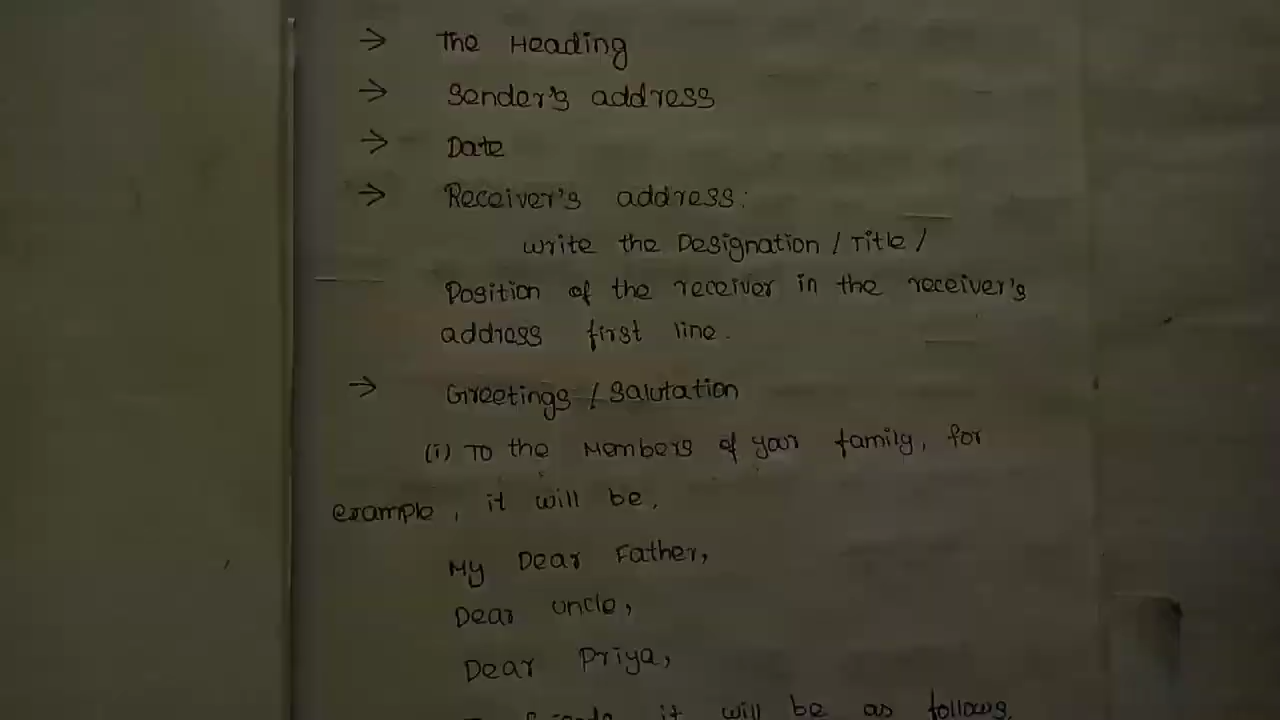 → The Heading
→ Sender's address
→ Date
→ Receiver's address:
write the Designation / Title /
Position of the receiver in the receiver's
address first line.
→ Greetings / Salutation
(i) To the Members of your family, for
example, it will be,
My Dear Father,
Dear uncle,
Dear Priya,
it will be as follows.